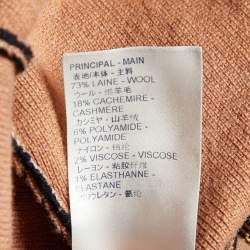 PRINCIPAL - MAIN
表地/本体 - 主料
73% LAINE - WOOL
ウール - 绵羊毛
18% CACHEMIRE -
CASHMERE
カシミヤ - 山羊绒
6% POLYAMIDE -
POLYAMIDE
ナイロン - 锦纶
2% VISCOSE - VISCOSE
レーヨン - 粘胶纤维
1% ELASTHANNE -
ELASTANE
ポリウレタン - 氨纶